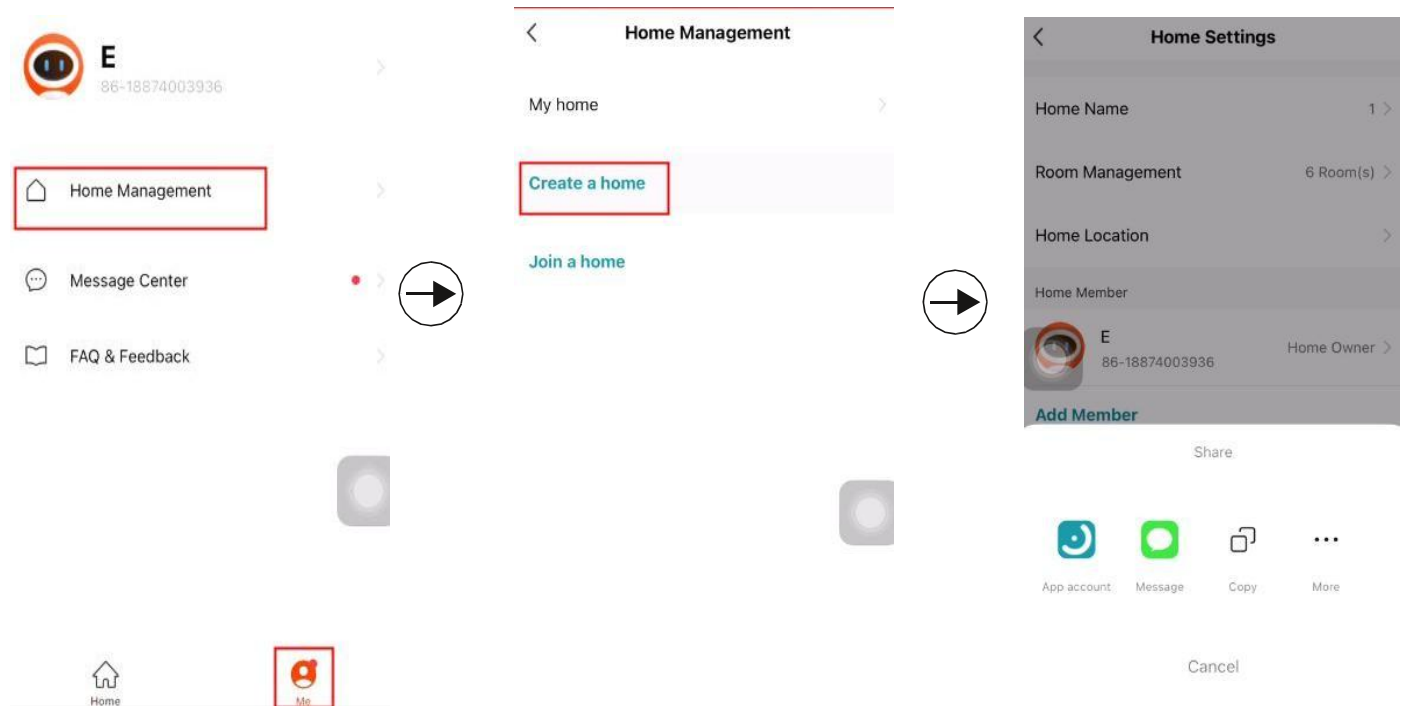 E
86-18874003936
Home Management
Message Center
FAQ & Feedback
Home
Me
Home Management
My home
Create a home
Join a home
Home Settings
Home Name 1
Room Management 6 Room(s)
Home Location
Home Member
E
86-18874003936 Home Owner
Add Member
Share
App account Message Copy More
Cancel